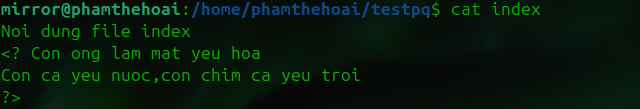 mirror@phamthehoai:/home/phamthehoai/testpq$ cat index
Noi dung file index
<? Con ong lam mat yeu hoa
Con ca yeu nuoc,con chim ca yeu troi
?>